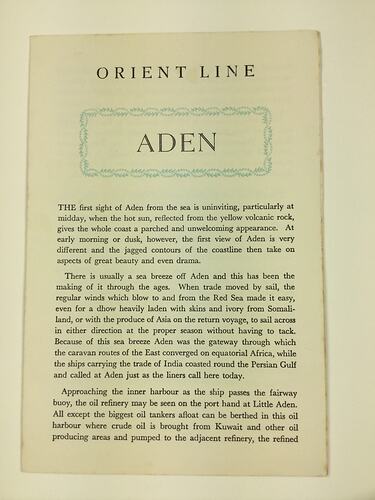 ORIENT LINE
ADEN
THE first sight of Aden from the sea is uninviting, particularly at
midday, when the hot sun, reflected from the yellow volcanic rock,
gives the whole coast a parched and unwelcoming appearance. At
early morning or dusk, however, the first view of Aden is very
different and the jagged contours of the coastline then take on
aspects of great beauty and even drama.
There is usually a sea breeze off Aden and this has been the
making of it through the ages. When trade moved by sail, the
regular winds which blow to and from the Red Sea made it easy,
even for a dhow heavily laden with skins and ivory from Somali-
land, or with the produce of Asia on the return voyage, to sail across
in either direction at the proper season without having to tack.
Because of this sea breeze Aden was the gateway through which
the caravan routes of the East converged on equatorial Africa, while
the ships carrying the trade of India coasted round the Persian Gulf
and called at Aden just as the liners call here today.
Approaching the inner harbour as the ship passes the fairway
buoy, the oil refinery may be seen on the port hand at Little Aden.
All except the biggest oil tankers afloat can be berthed in this oil
harbour where crude oil is brought from Kuwait and other oil
producing areas and pumped to the adjacent refinery, the refined